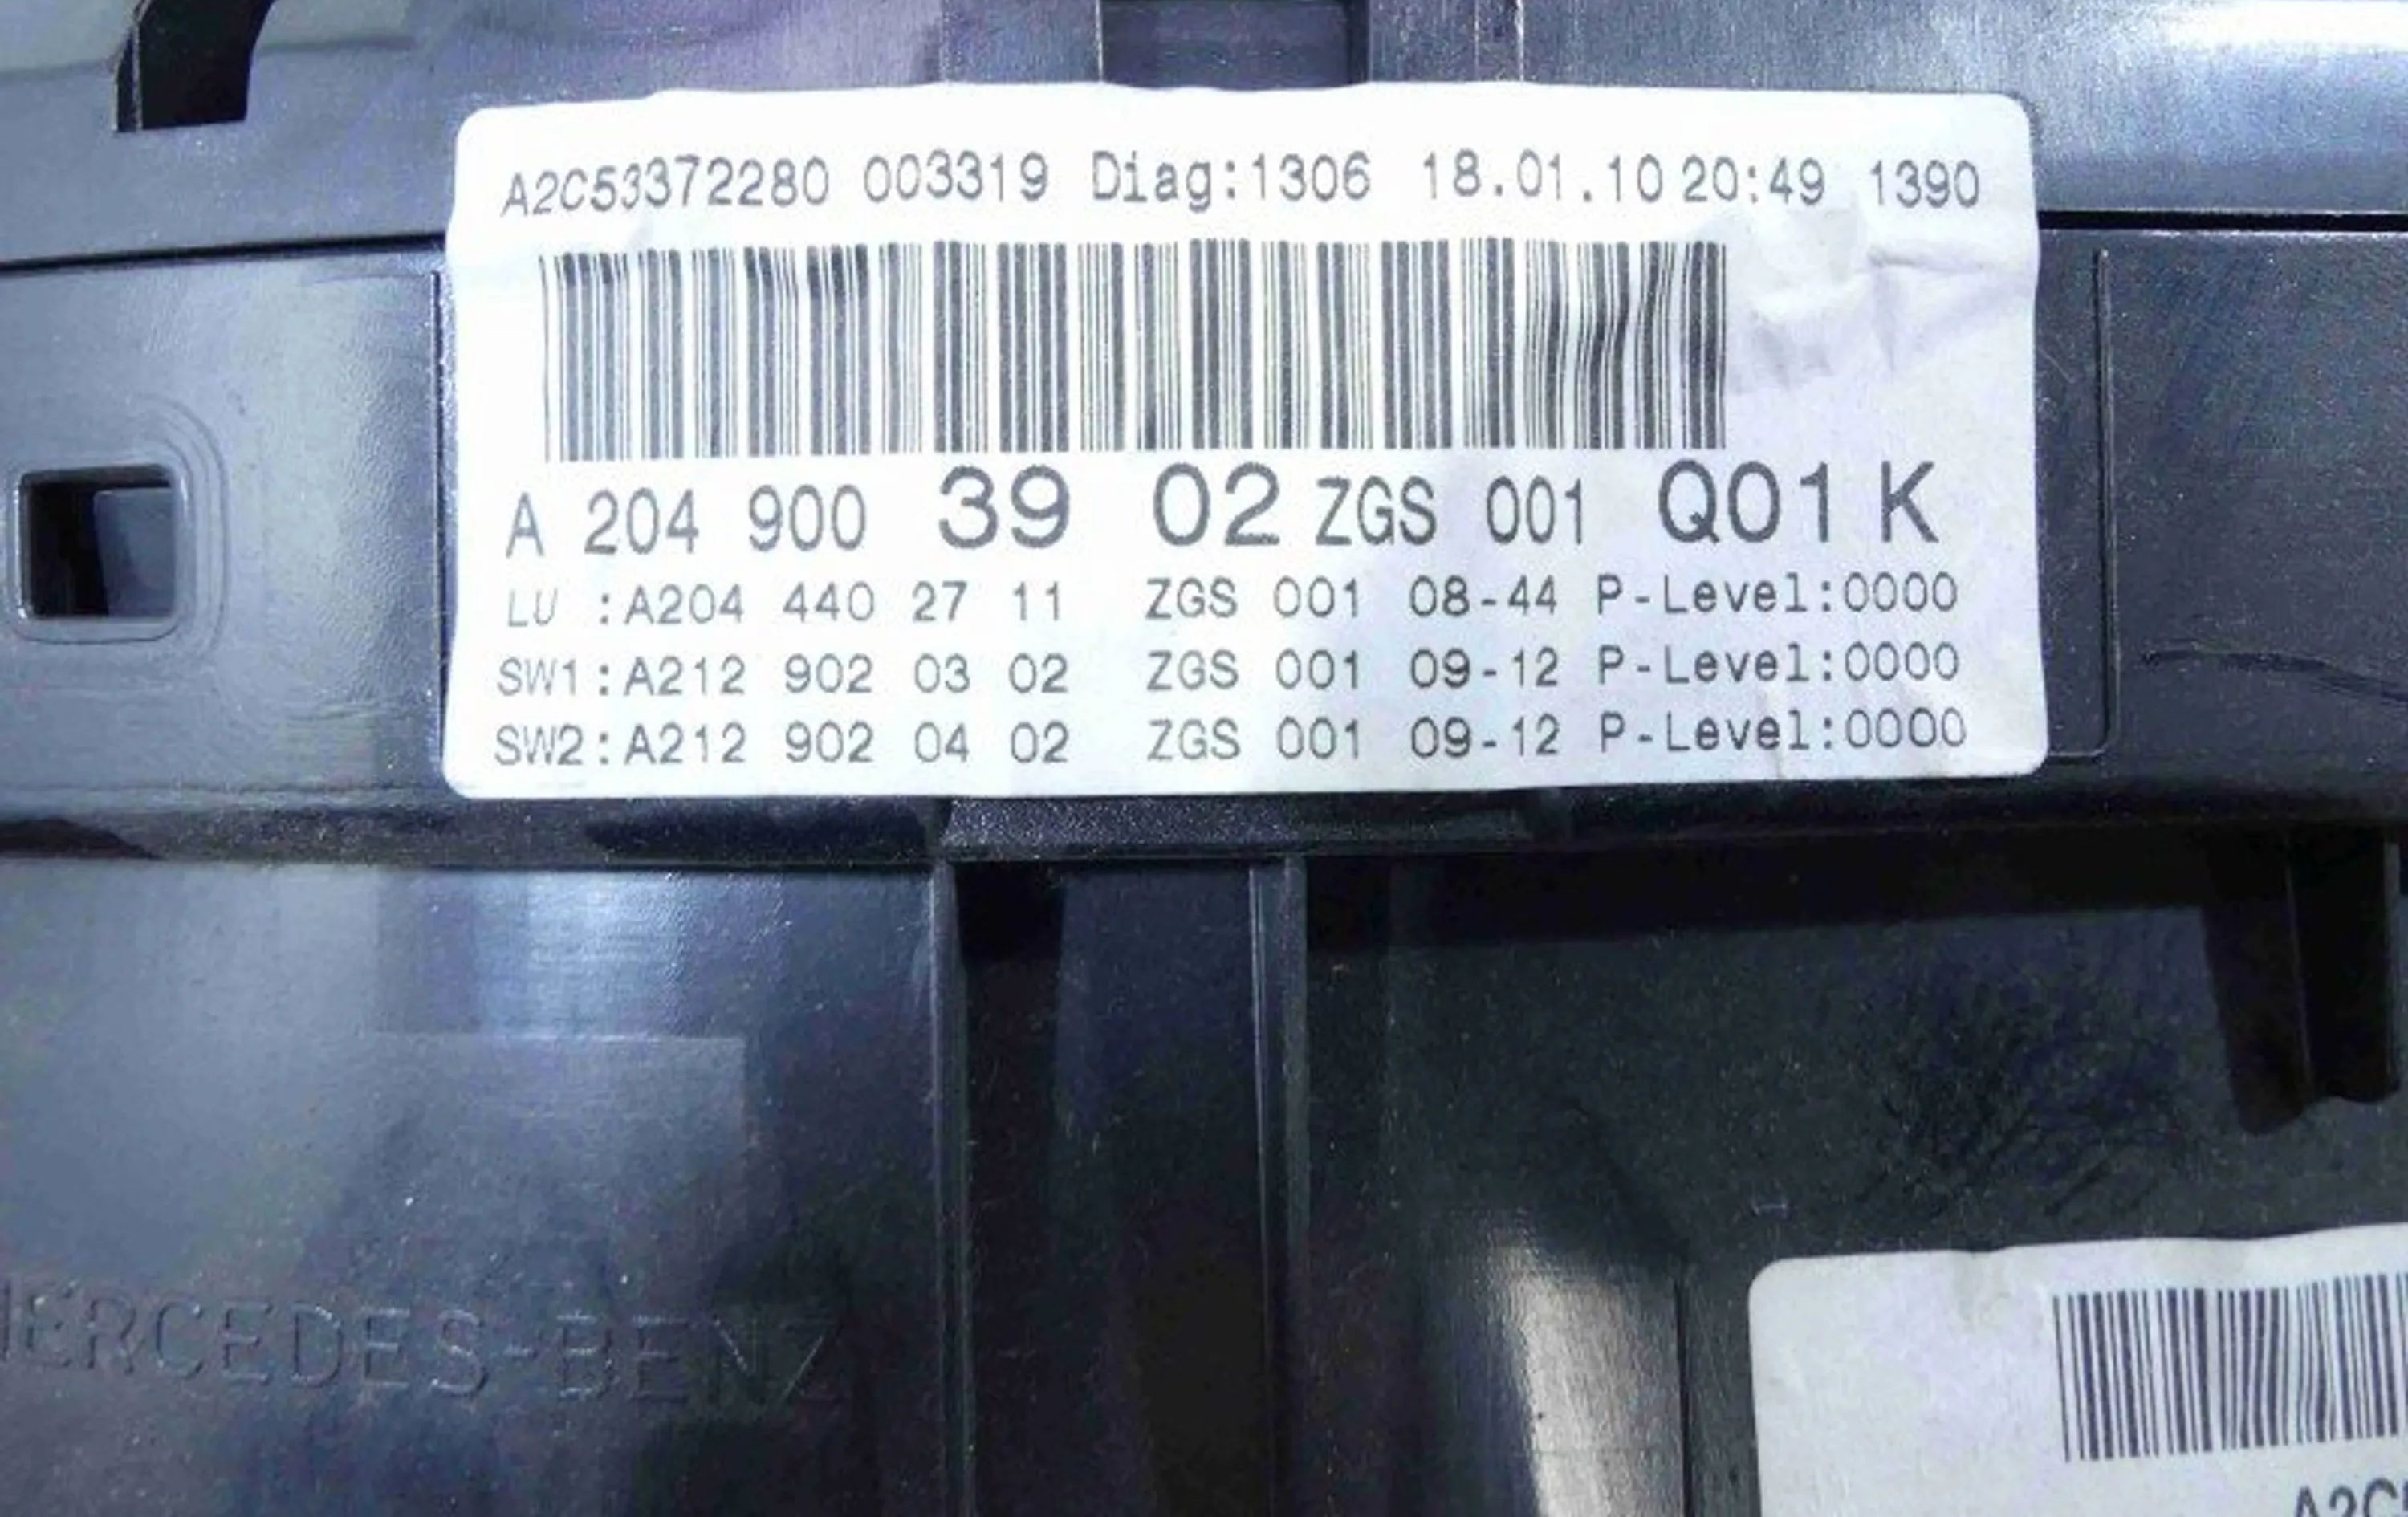 A2C53372280 003319 Diag:1306 18.01.10 20:49 1390
A 204 900 39 02 ZGS 001 Q01 K
LU :A204 440 27 11 ZGS 001 08-44 P-Level:0000
SW1:A212 902 03 02 ZGS 001 09-12 P-Level:0000
SW2:A212 902 04 02 ZGS 001 09-12 P-Level:0000
MERCEDES-BENZ